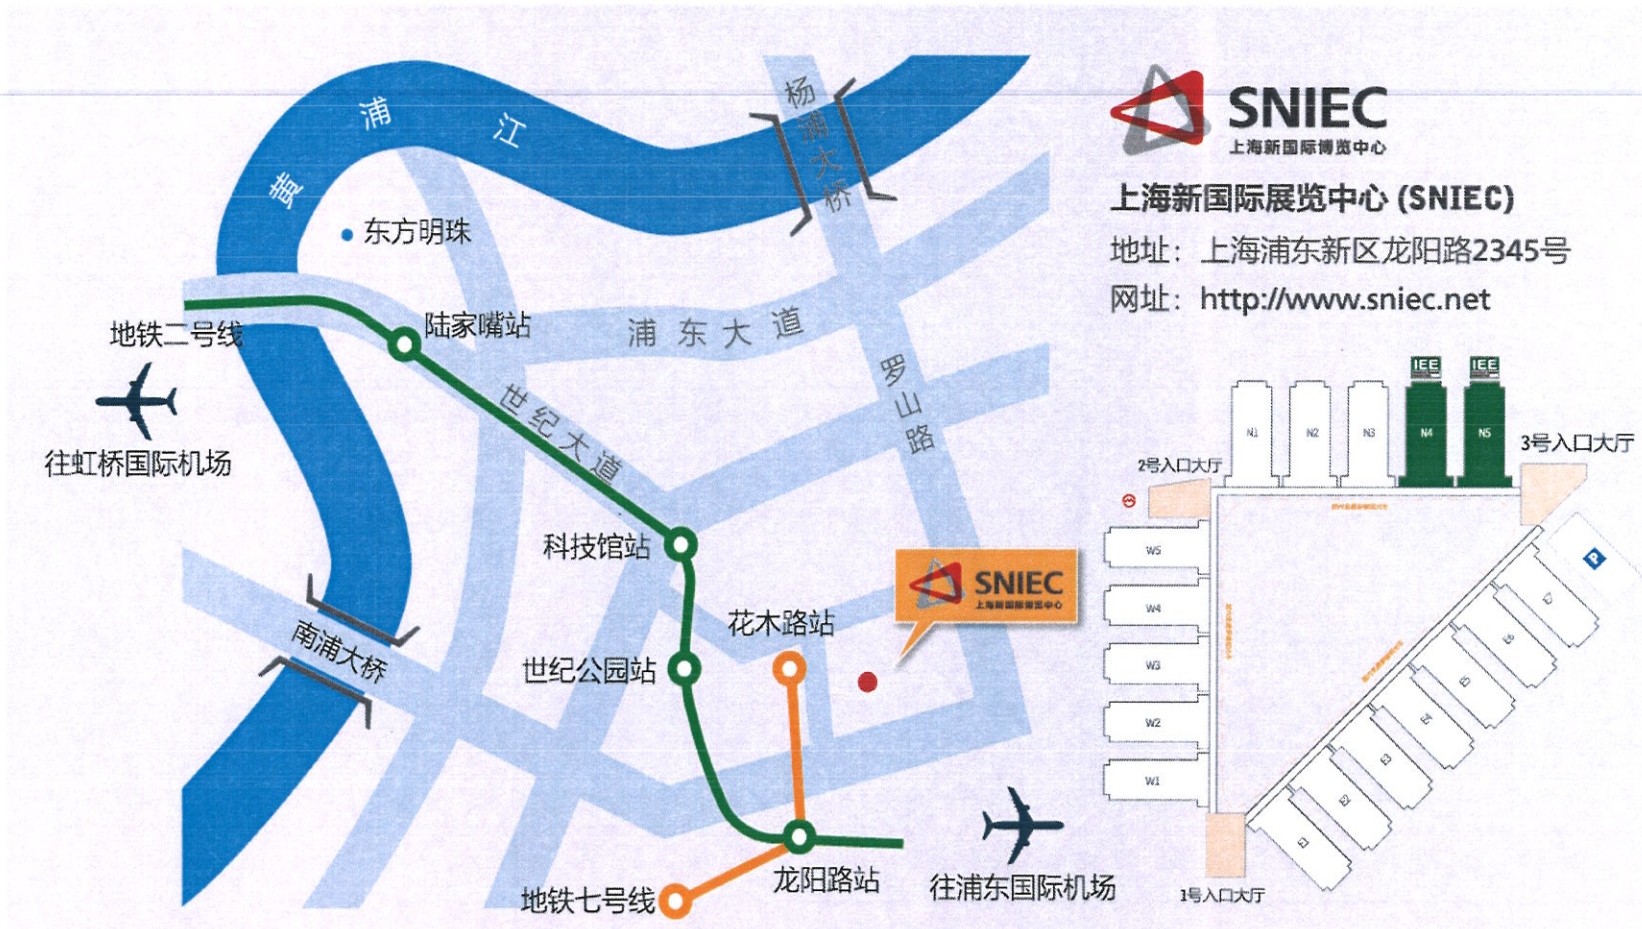 黄浦江
杨浦大桥
东方明珠
地铁二号线
陆家嘴站
浦东大道
世纪大道
罗山路
往虹桥国际机场
科技馆站
SNIEC
上海新国际博览中心
花木路站
世纪公园站
南浦大桥
龙阳路站
地铁七号线
往浦东国际机场
SNIEC
上海新国际博览中心
上海新国际展览中心 (SNIEC)
地址：上海浦东新区龙阳路2345号
网址：http://www.sniec.net
IEE
IEE
N1
N2
N3
N4
N5
2号入口大厅
3号入口大厅
W5
W4
W3
W2
W1
P
E7
E6
E5
E4
E3
E2
E1
1号入口大厅